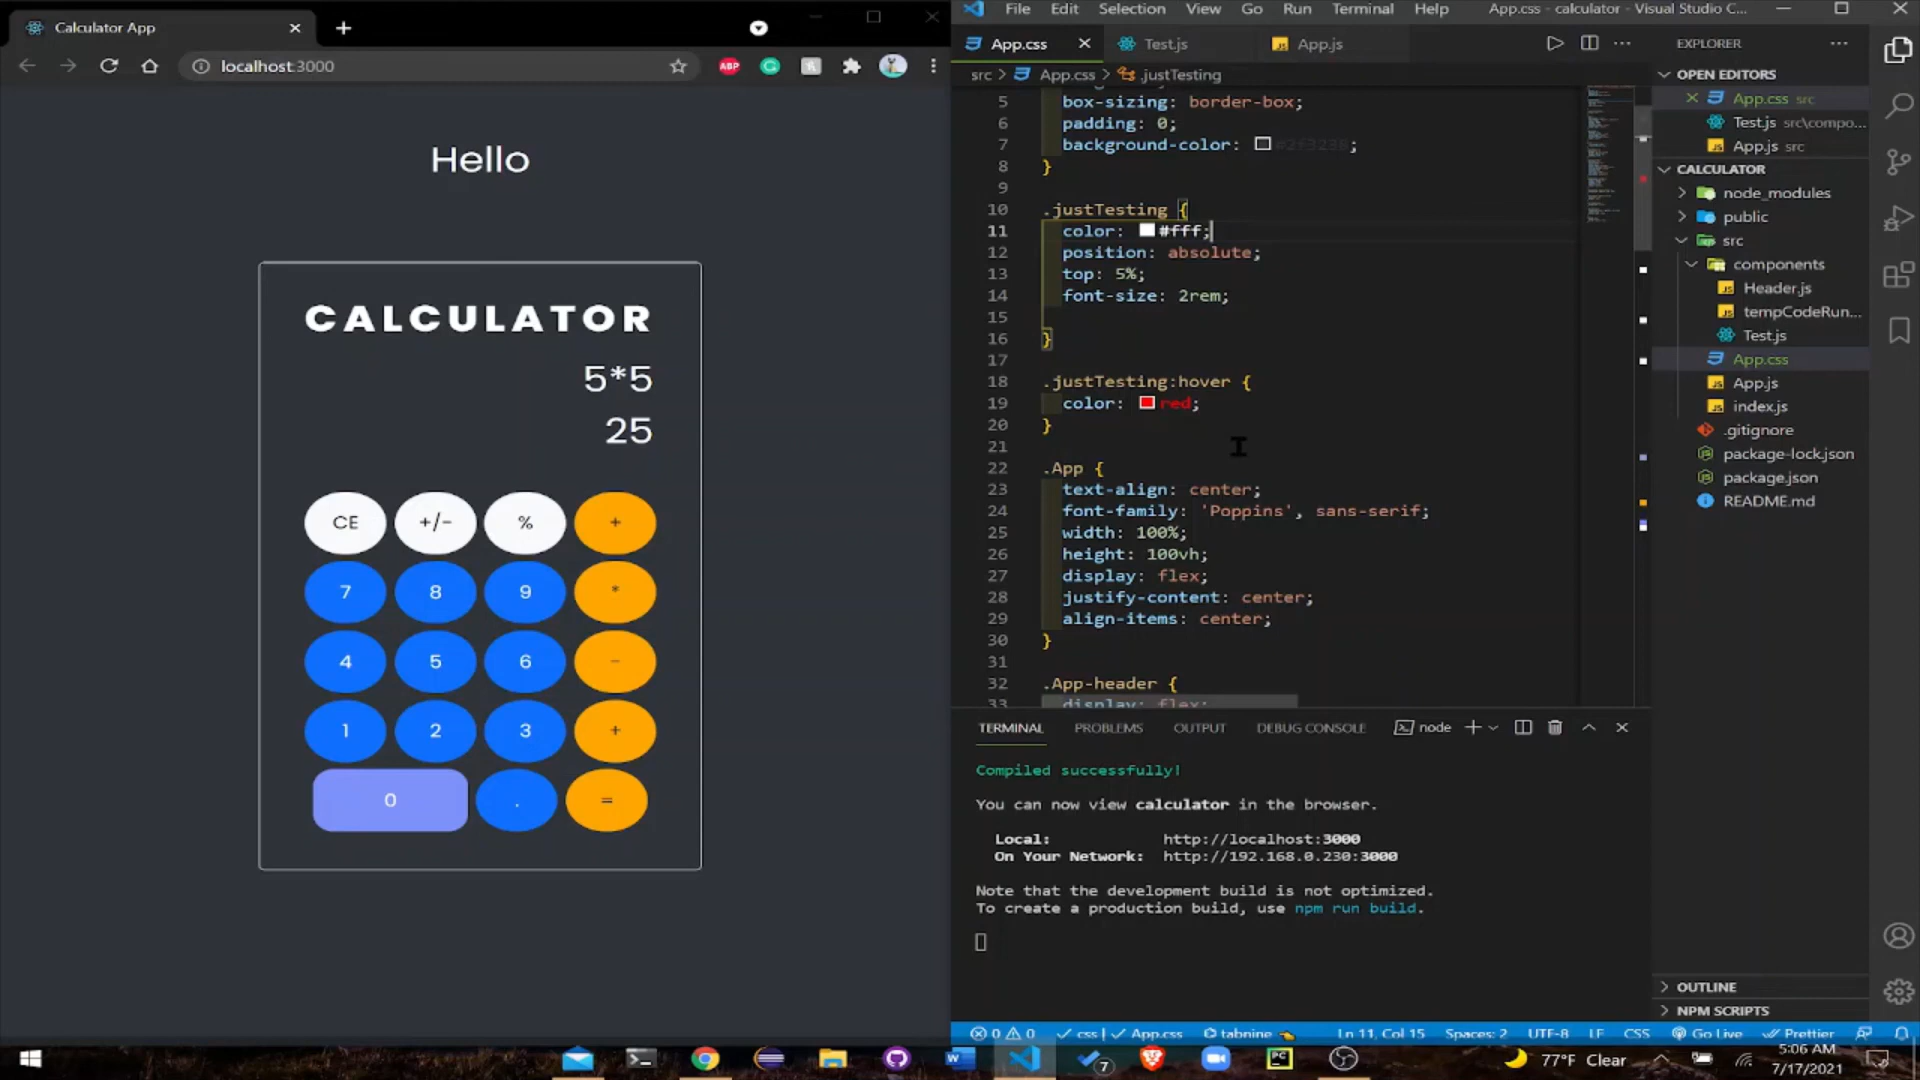 Calculator App
localhost:3000
ABP
Hello
CALCULATOR
5*5
25
CE +/- % +
7 8 9 *
4 5 6 -
1 2 3 +
0 . =
File Edit Selection View Go Run Terminal Help App.css - calculator - Visual Studio C...
App.css Test.js App.js
src > App.css > .justTesting
5 box-sizing: border-box;
6 padding: 0;
7 background-color: #2f3238;
8 }
9
10 .justTesting {
11 color: #fff;
12 position: absolute;
13 top: 5%;
14 font-size: 2rem;
15
16 }
17
18 .justTesting:hover {
19 color: red;
20 }
21
22 .App {
23 text-align: center;
24 font-family: 'Poppins', sans-serif;
25 width: 100%;
26 height: 100vh;
27 display: flex;
28 justify-content: center;
29 align-items: center;
30 }
31
32 .App-header {
33 display: flex;
TERMINAL PROBLEMS OUTPUT DEBUG CONSOLE node
Compiled successfully!
You can now view calculator in the browser.
Local: http://localhost:3000
On Your Network: http://192.168.0.230:3000
Note that the development build is not optimized.
To create a production build, use npm run build.
EXPLORER
OPEN EDITORS
App.css src
Test.js src\compo...
App.js src
CALCULATOR
node_modules
public
src
components
Header.js
tempCodeRun...
Test.js
App.css
App.js
index.js
.gitignore
package-lock.json
package.json
README.md
OUTLINE
NPM SCRIPTS
0 0 css | App.css tabnine Ln 11, Col 15 Spaces: 2 UTF-8 LF CSS Go Live Prettier
7
PC
77°F Clear
5:06 AM
7/17/2021